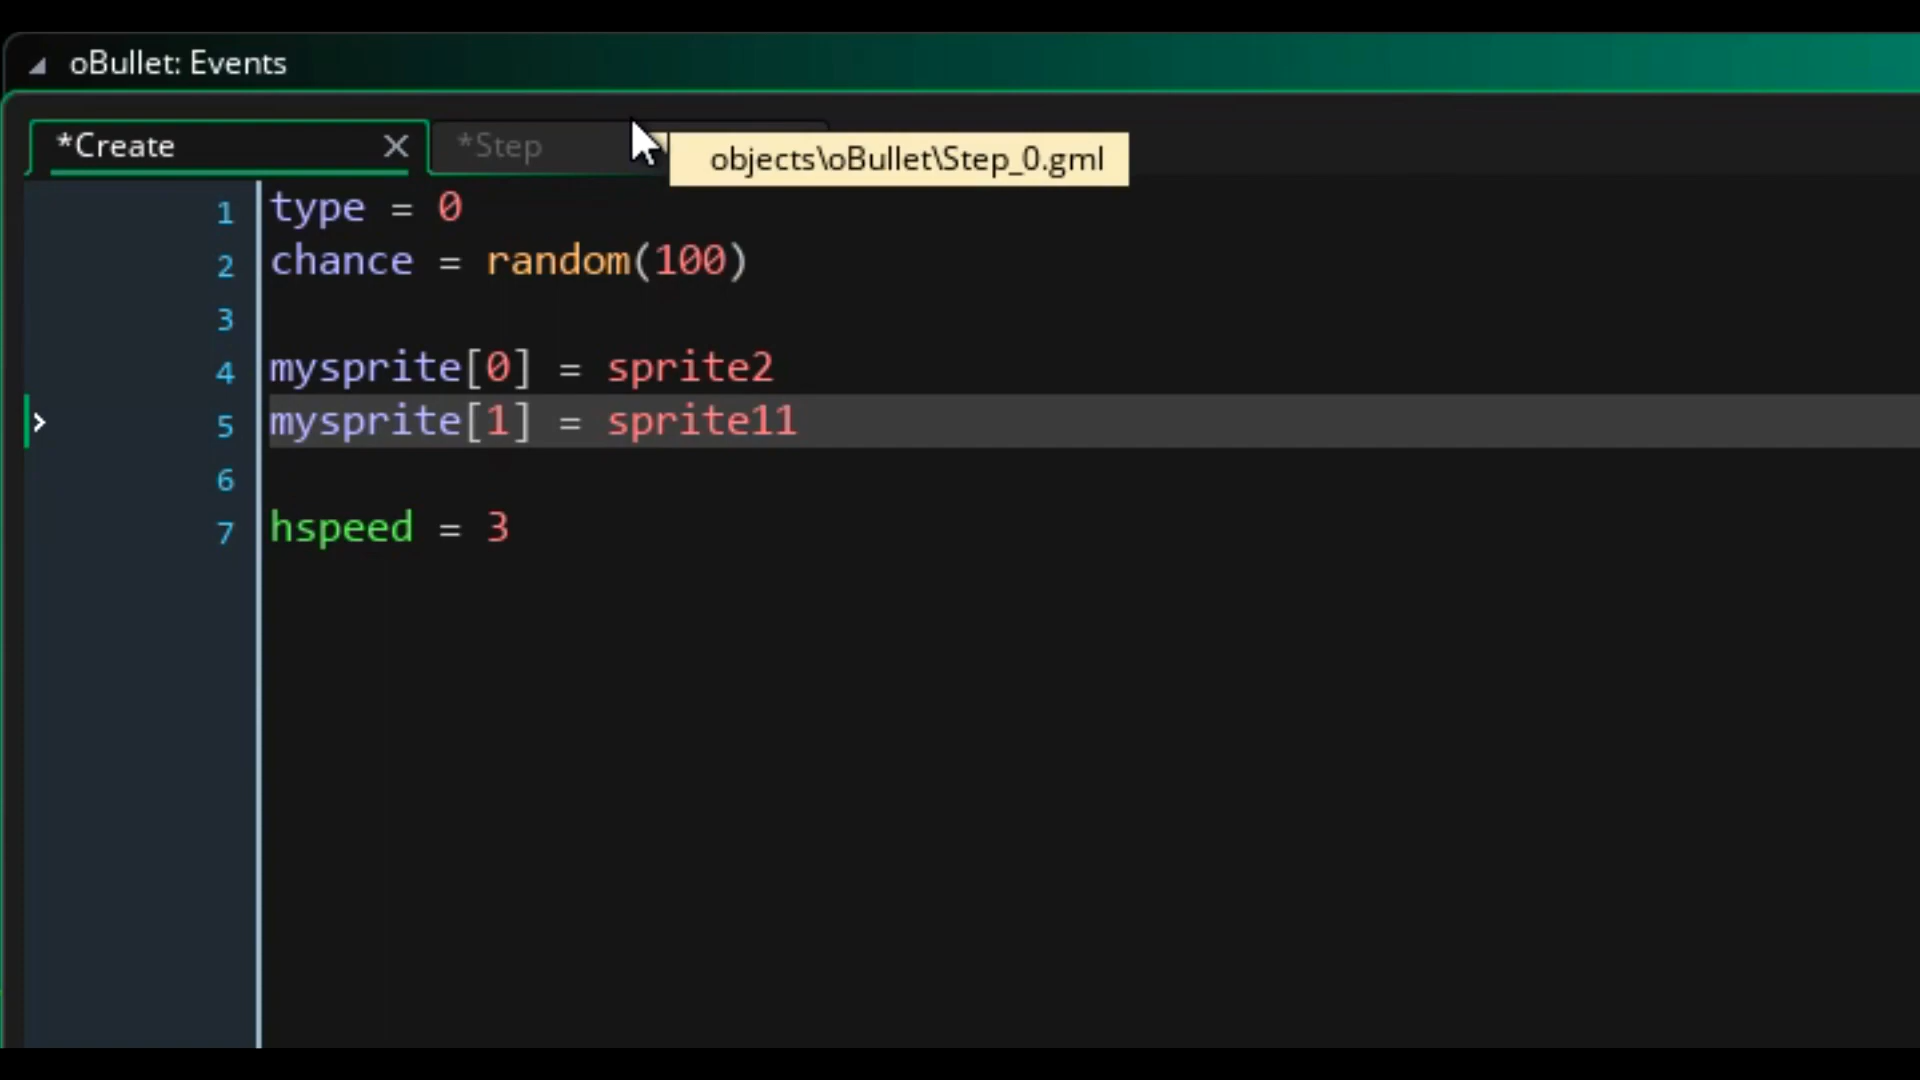 oBullet: Events
*Create
*Step
objects\oBullet\Step_0.gml
1 type = 0
2 chance = random(100)
3
4 mysprite[0] = sprite2
5 mysprite[1] = sprite11
6
7 hspeed = 3